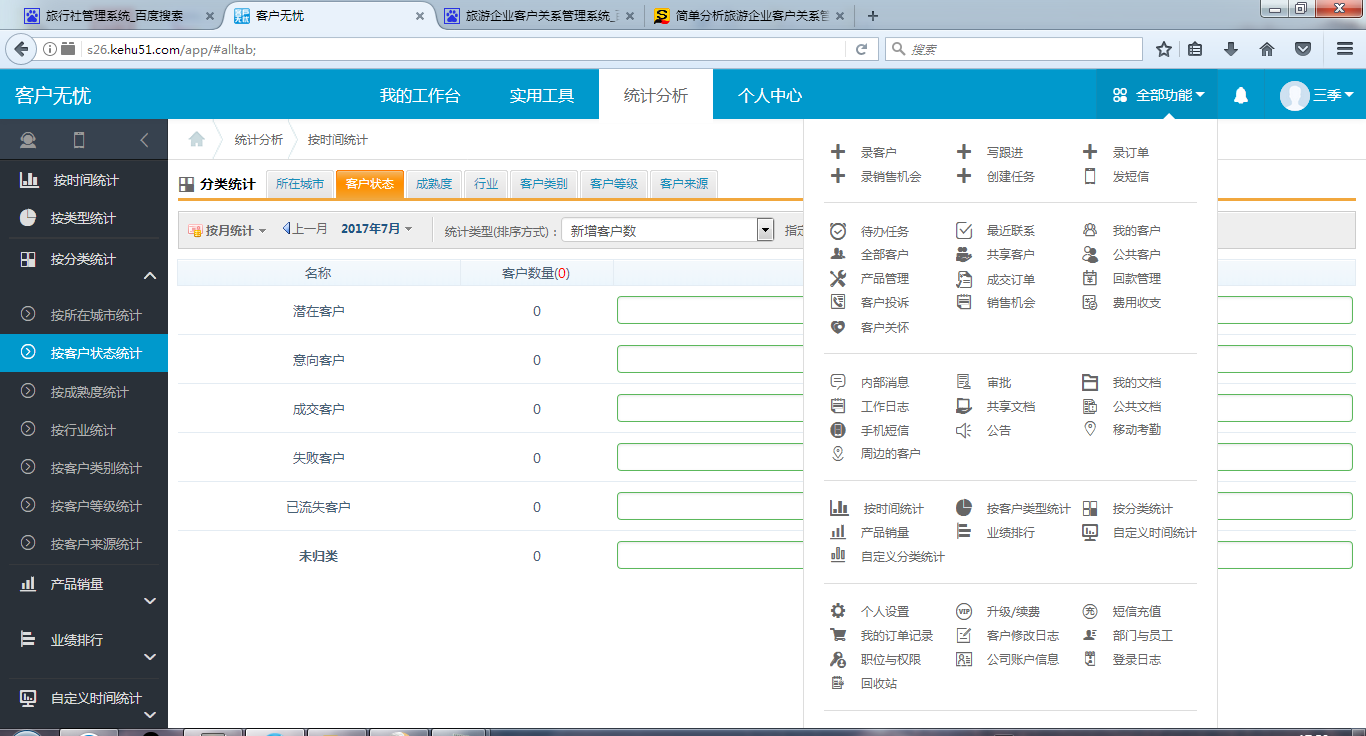 旅行社管理系统_百度搜索
客户无忧
旅游企业客户关系管理系统_
简单分析旅游企业客户关系管
s26.kehu51.com/app/#alltab;
搜索
客户无忧
我的工作台
实用工具
统计分析
个人中心
全部功能
三季
统计分析
按时间统计
按时间统计
按类型统计
按分类统计
按所在城市统计
按客户状态统计
按成熟度统计
按行业统计
按客户类别统计
按客户等级统计
按客户来源统计
产品销量
业绩排行
自定义时间统计
分类统计
所在城市
客户状态
成熟度
行业
客户类别
客户等级
客户来源
按月统计
上一月
2017年7月
统计类型(排序方式)：
新增客户数
指定
名称 客户数量(0)
潜在客户 0
意向客户 0
成交客户 0
失败客户 0
已流失客户 0
未归类 0
录客户 写跟进 录订单
录销售机会 创建任务 发短信
待办任务 最近联系 我的客户
全部客户 共享客户 公共客户
产品管理 成交订单 回款管理
客户投诉 销售机会 费用收支
客户关怀
内部消息 审批 我的文档
工作日志 共享文档 公共文档
手机短信 公告 移动考勤
周边的客户
按时间统计 按客户类型统计 按分类统计
产品销量 业绩排行 自定义时间统计
自定义分类统计
个人设置 升级/续费 短信充值
我的订单记录 客户修改日志 部门与员工
职位与权限 公司账户信息 登录日志
回收站